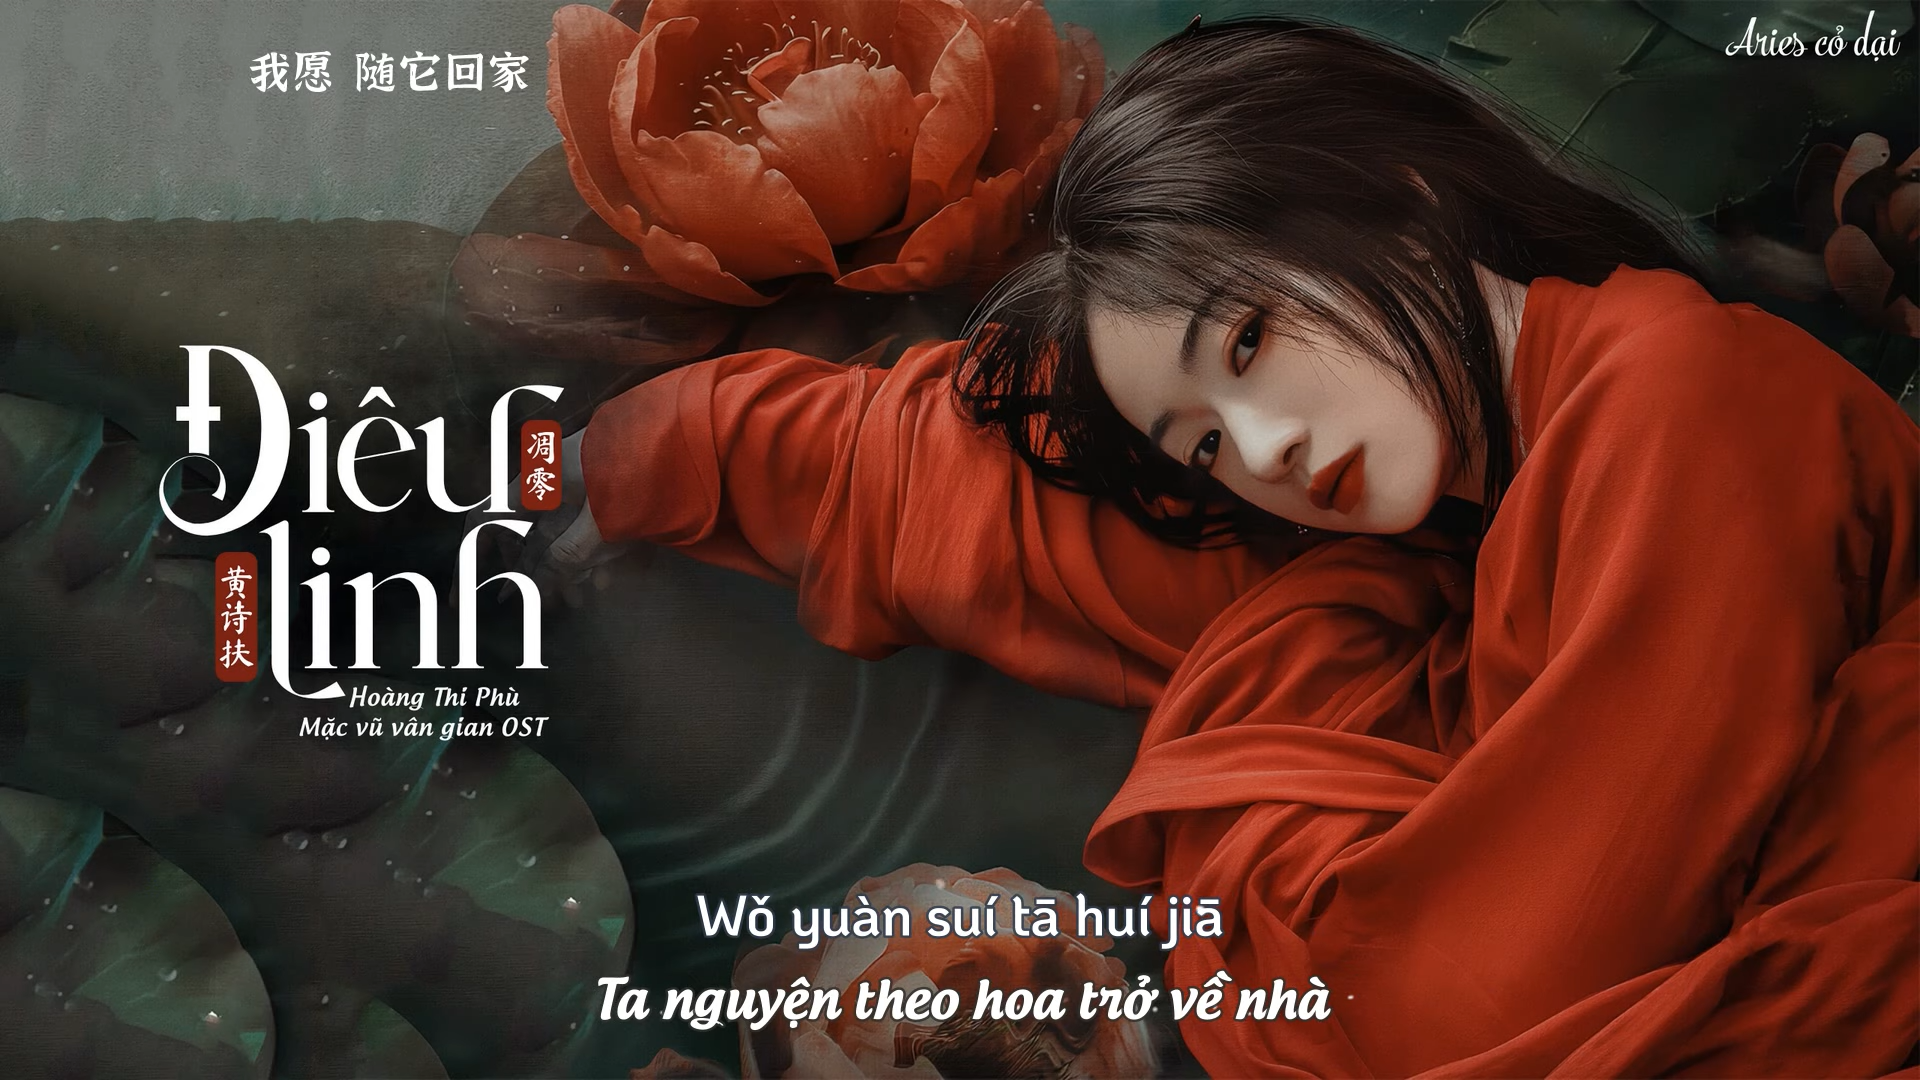 我愿 随它回家
Aries cỏ dại
Điêu
凋零
linh
黄诗扶
Hoàng Thi Phù
Mặc vũ vân gian OST
Wǒ yuàn suí tā huí jiā
Ta nguyện theo hoa trở về nhà